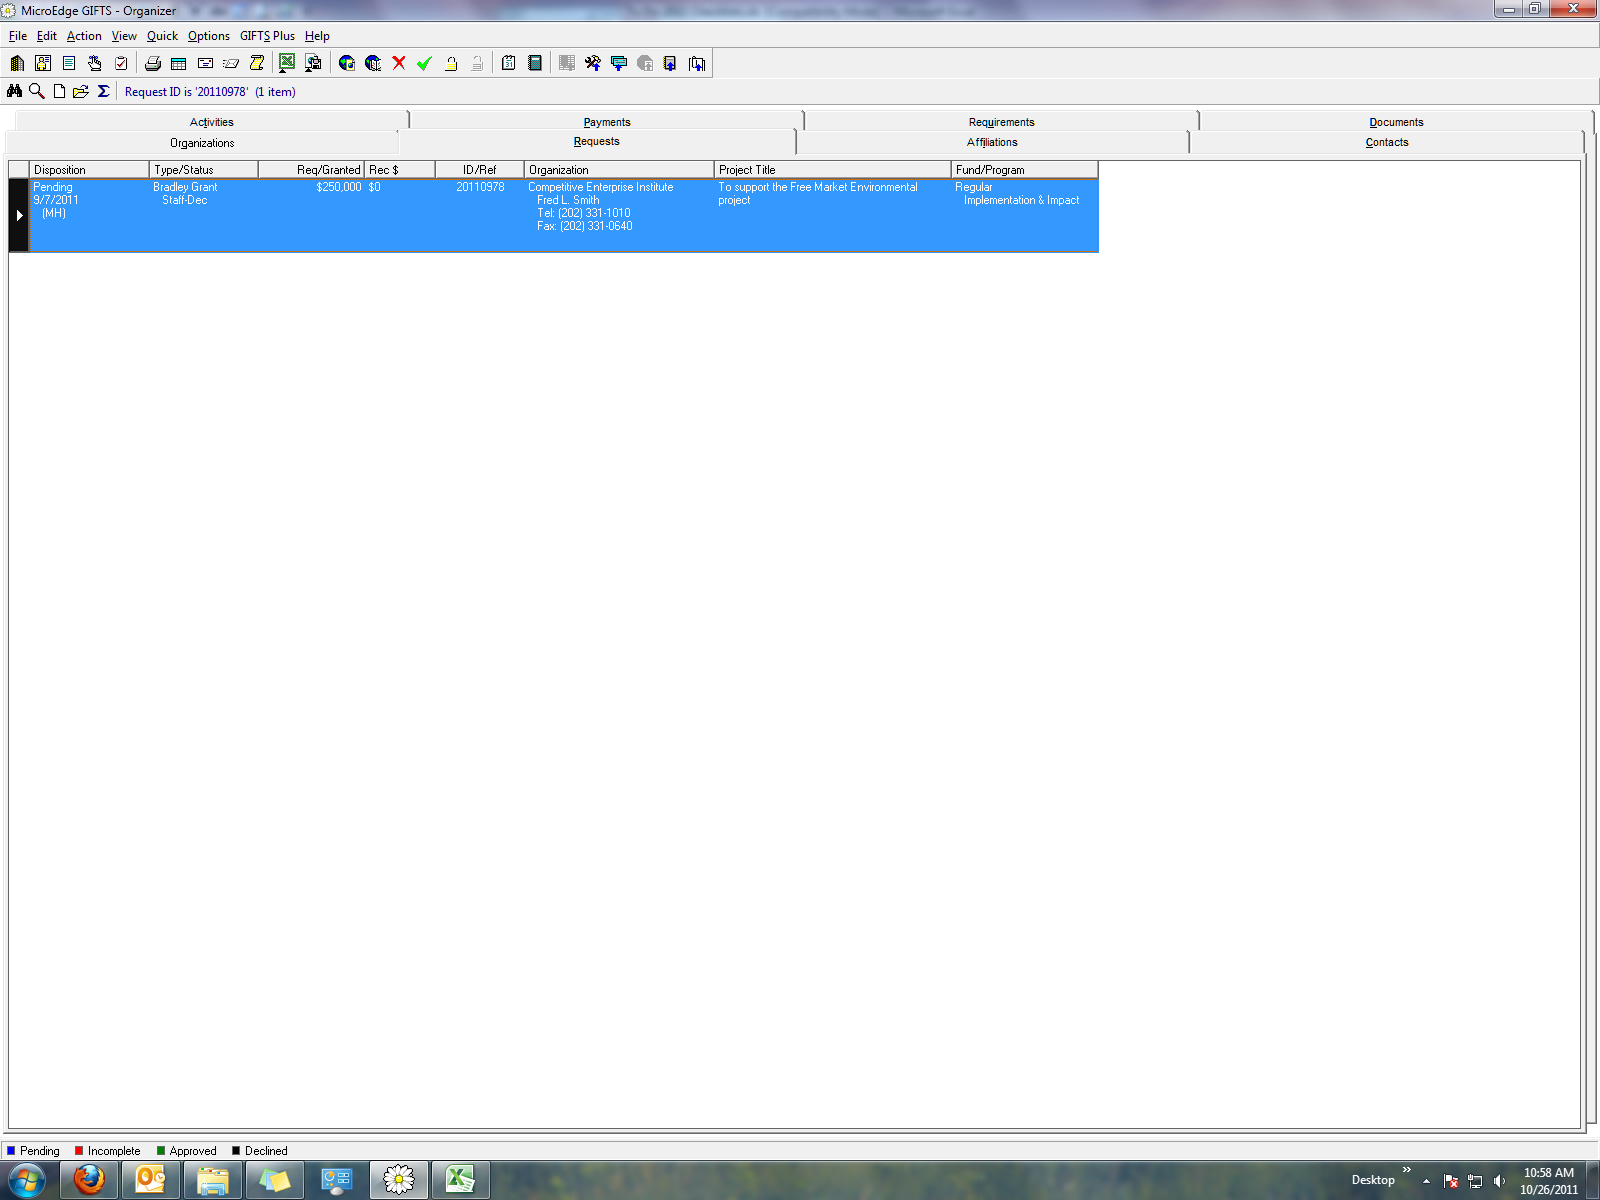 MicroEdge GIFTS - Organizer
File Edit Action View Quick Options GIFTS Plus Help
Request ID is '20110978' (1 item)
Activities Payments Requirements Documents
Organizations Requests Affiliations Contacts
Disposition Type/Status Req/Granted Rec $ ID/Ref Organization Project Title Fund/Program
Pending Bradley Grant $250,000 $0 20110978 Competitive Enterprise Institute To support the Free Market Environmental Regular
9/7/2011 Staff-Dec Fred L. Smith project Implementation & Impact
(MH) Tel: (202) 331-1010
Fax: (202) 331-0640
Pending Incomplete Approved Declined
Desktop
10:58 AM
10/26/2011